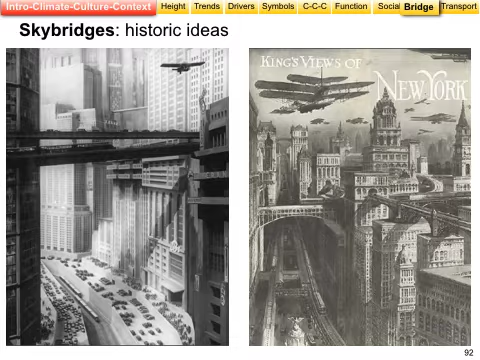 Intro-Climate-Culture-Context Height Trends Drivers Symbols C-C-C Function Social Bridge Transport
Skybridges: historic ideas
KING'S VIEWS OF
NEW YORK
92